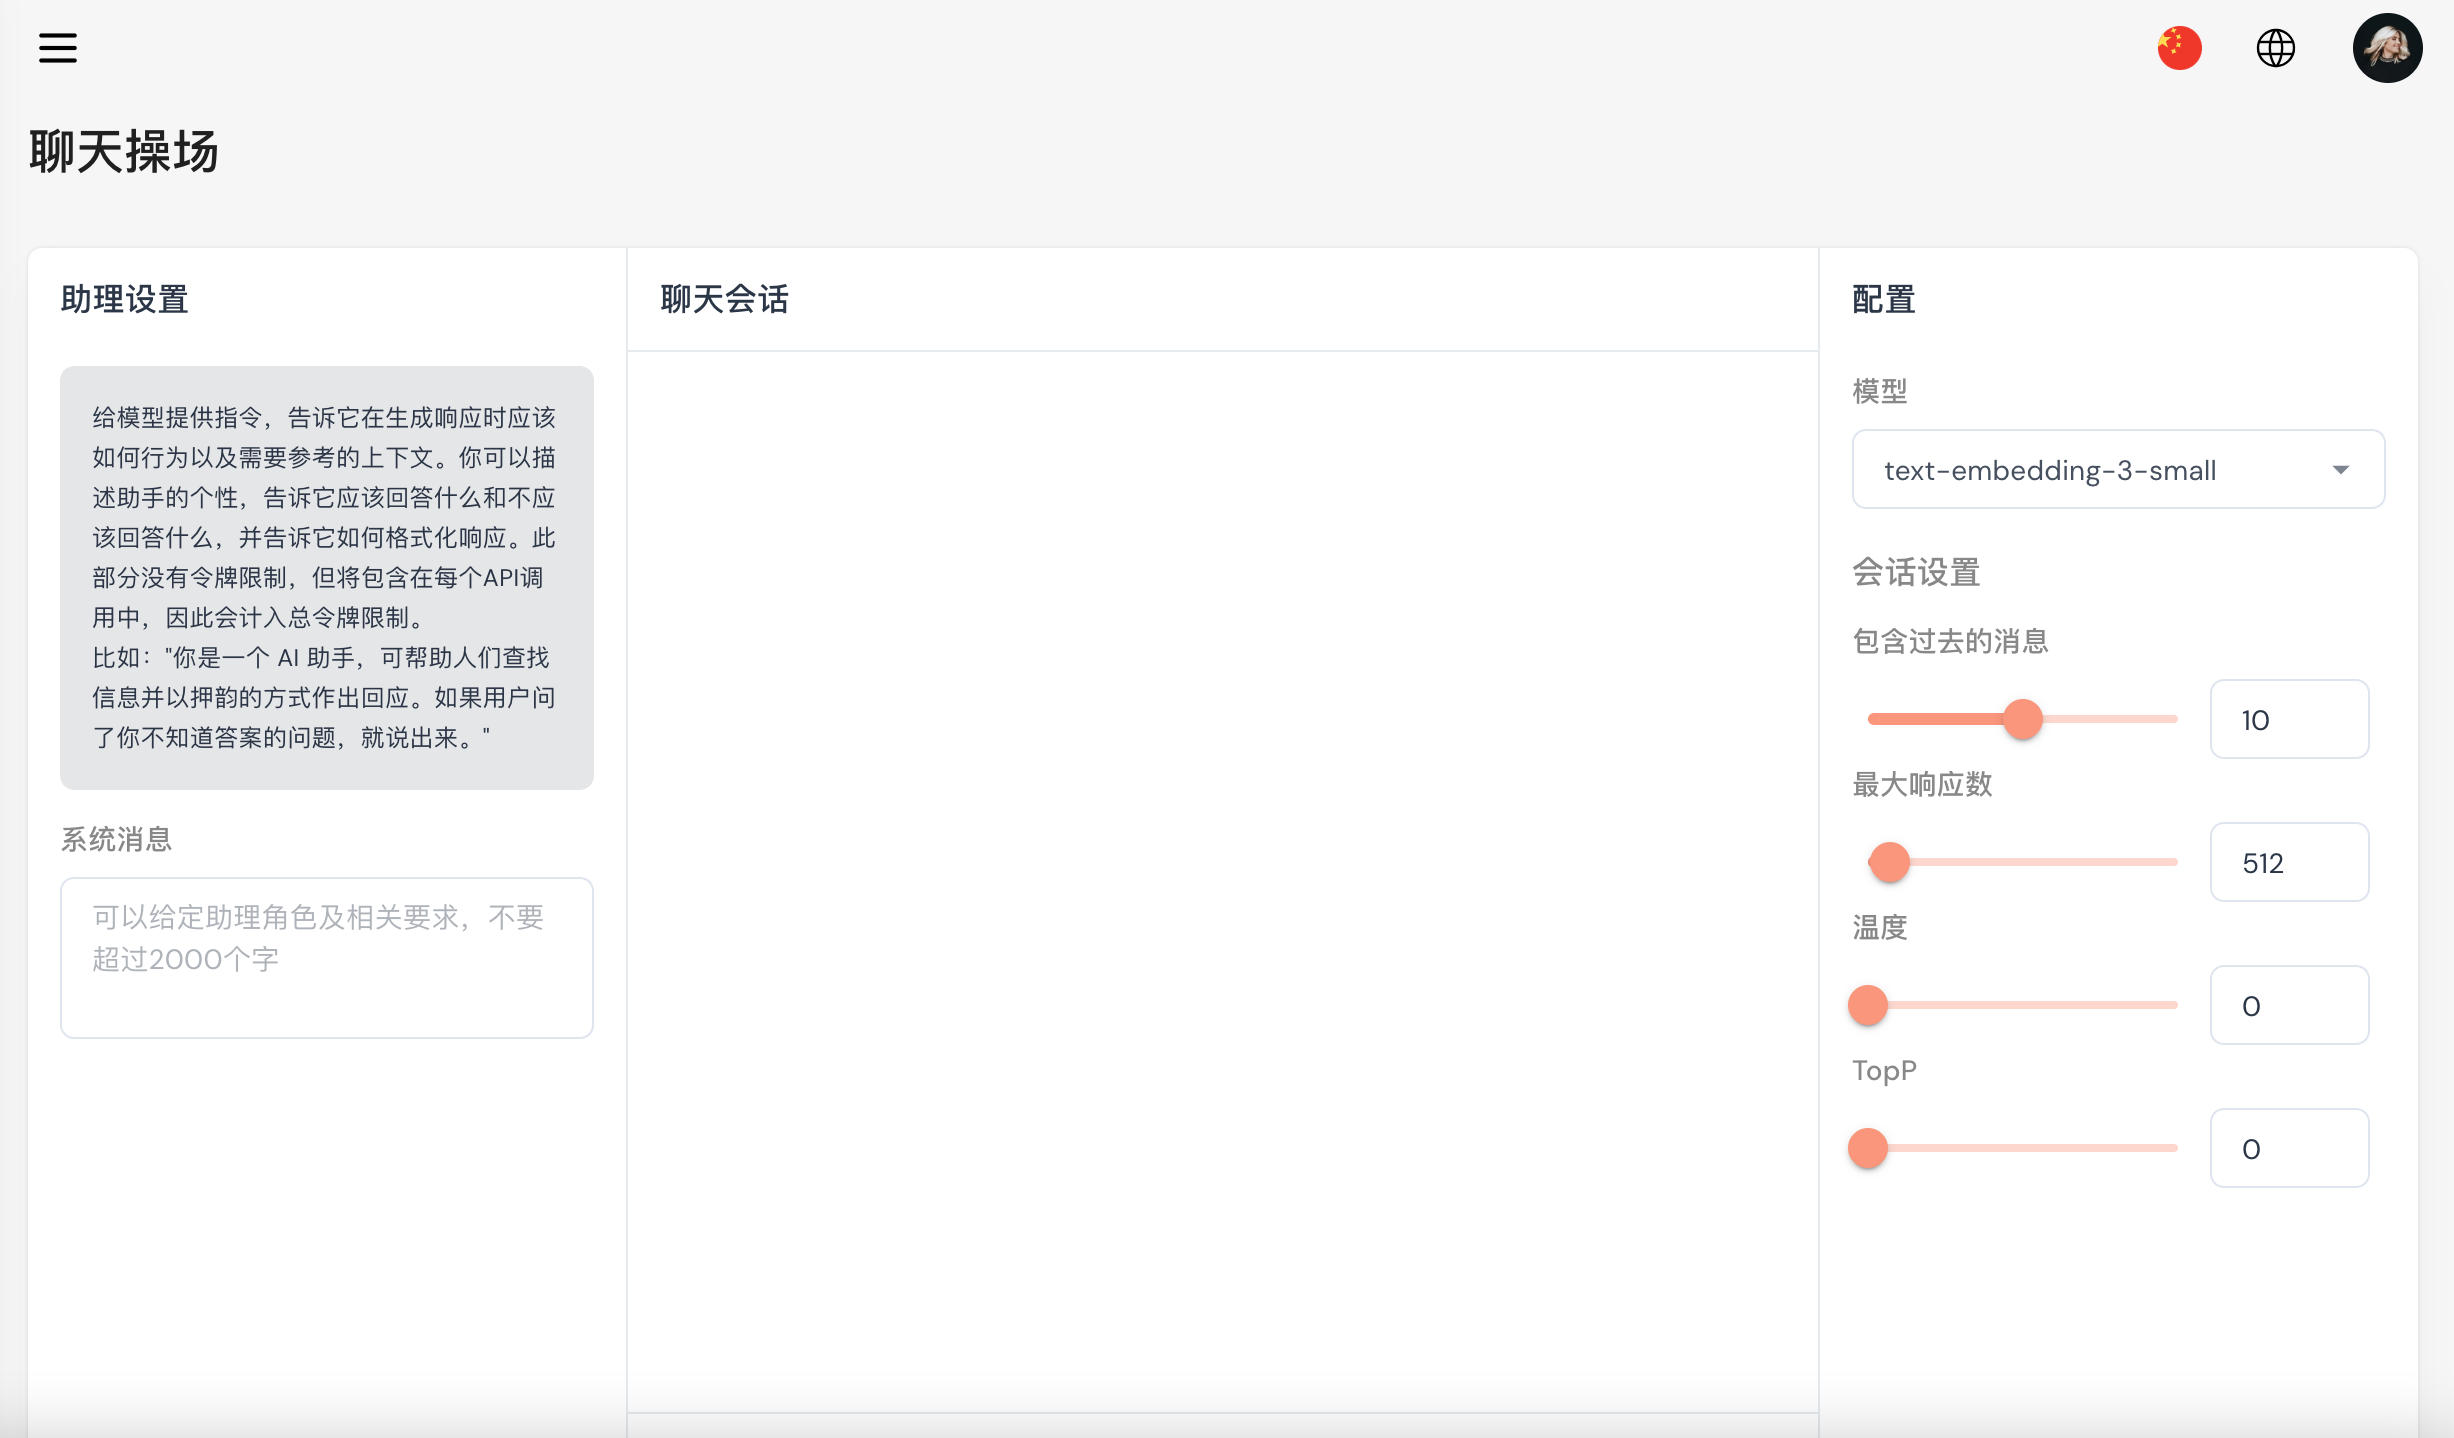 聊天操场
助理设置
给模型提供指令，告诉它在生成响应时应该
如何行为以及需要参考的上下文。你可以描
述助手的个性，告诉它应该回答什么和不应
该回答什么，并告诉它如何格式化响应。此
部分没有令牌限制，但将包含在每个API调
用中，因此会计入总令牌限制。
比如："你是一个 AI 助手，可帮助人们查找
信息并以押韵的方式作出回应。如果用户问
了你不知道答案的问题，就说出来。"
系统消息
可以给定助理角色及相关要求，不要
超过2000个字
聊天会话
配置
模型
text-embedding-3-small
会话设置
包含过去的消息
10
最大响应数
512
温度
0
TopP
0